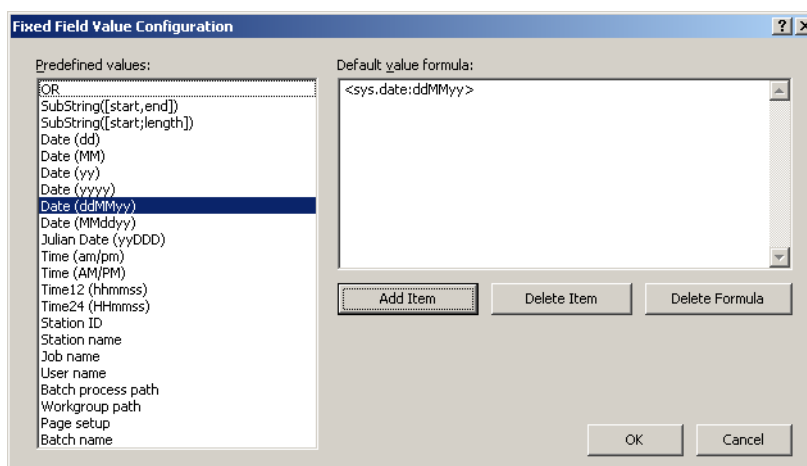 Fixed Field Value Configuration
Predefined values:
OR
SubString([start,end])
SubString([start;length])
Date (dd)
Date (MM)
Date (yy)
Date (yyyy)
Date (ddMMyy)
Date (MMddyy)
Julian Date (yyDDD)
Time (am/pm)
Time (AM/PM)
Time12 (hhmmss)
Time24 (HHmmss)
Station ID
Station name
Job name
User name
Batch process path
Workgroup path
Page setup
Batch name
Default value formula:
<sys.date:ddMMyy>
Add Item
Delete Item
Delete Formula
OK
Cancel